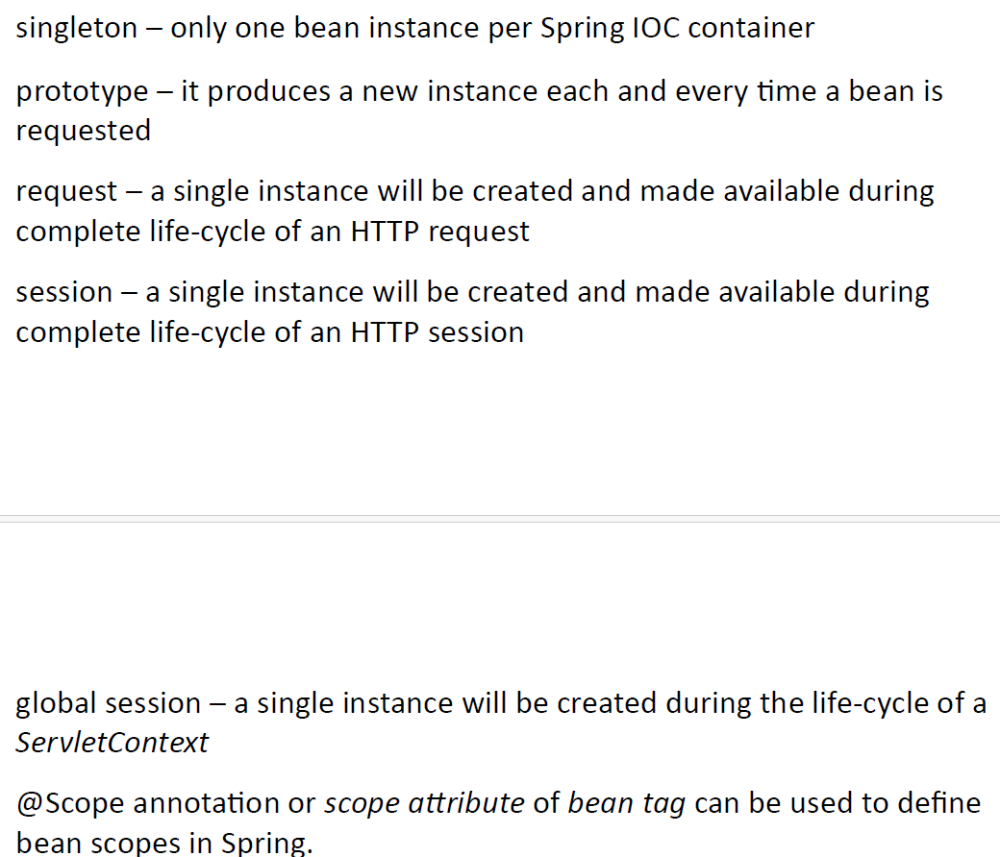 singleton – only one bean instance per Spring IOC container
prototype – it produces a new instance each and every time a bean is
requested
request – a single instance will be created and made available during
complete life-cycle of an HTTP request
session – a single instance will be created and made available during
complete life-cycle of an HTTP session
global session – a single instance will be created during the life-cycle of a
ServletContext
@Scope annotation or scope attribute of bean tag can be used to define
bean scopes in Spring.